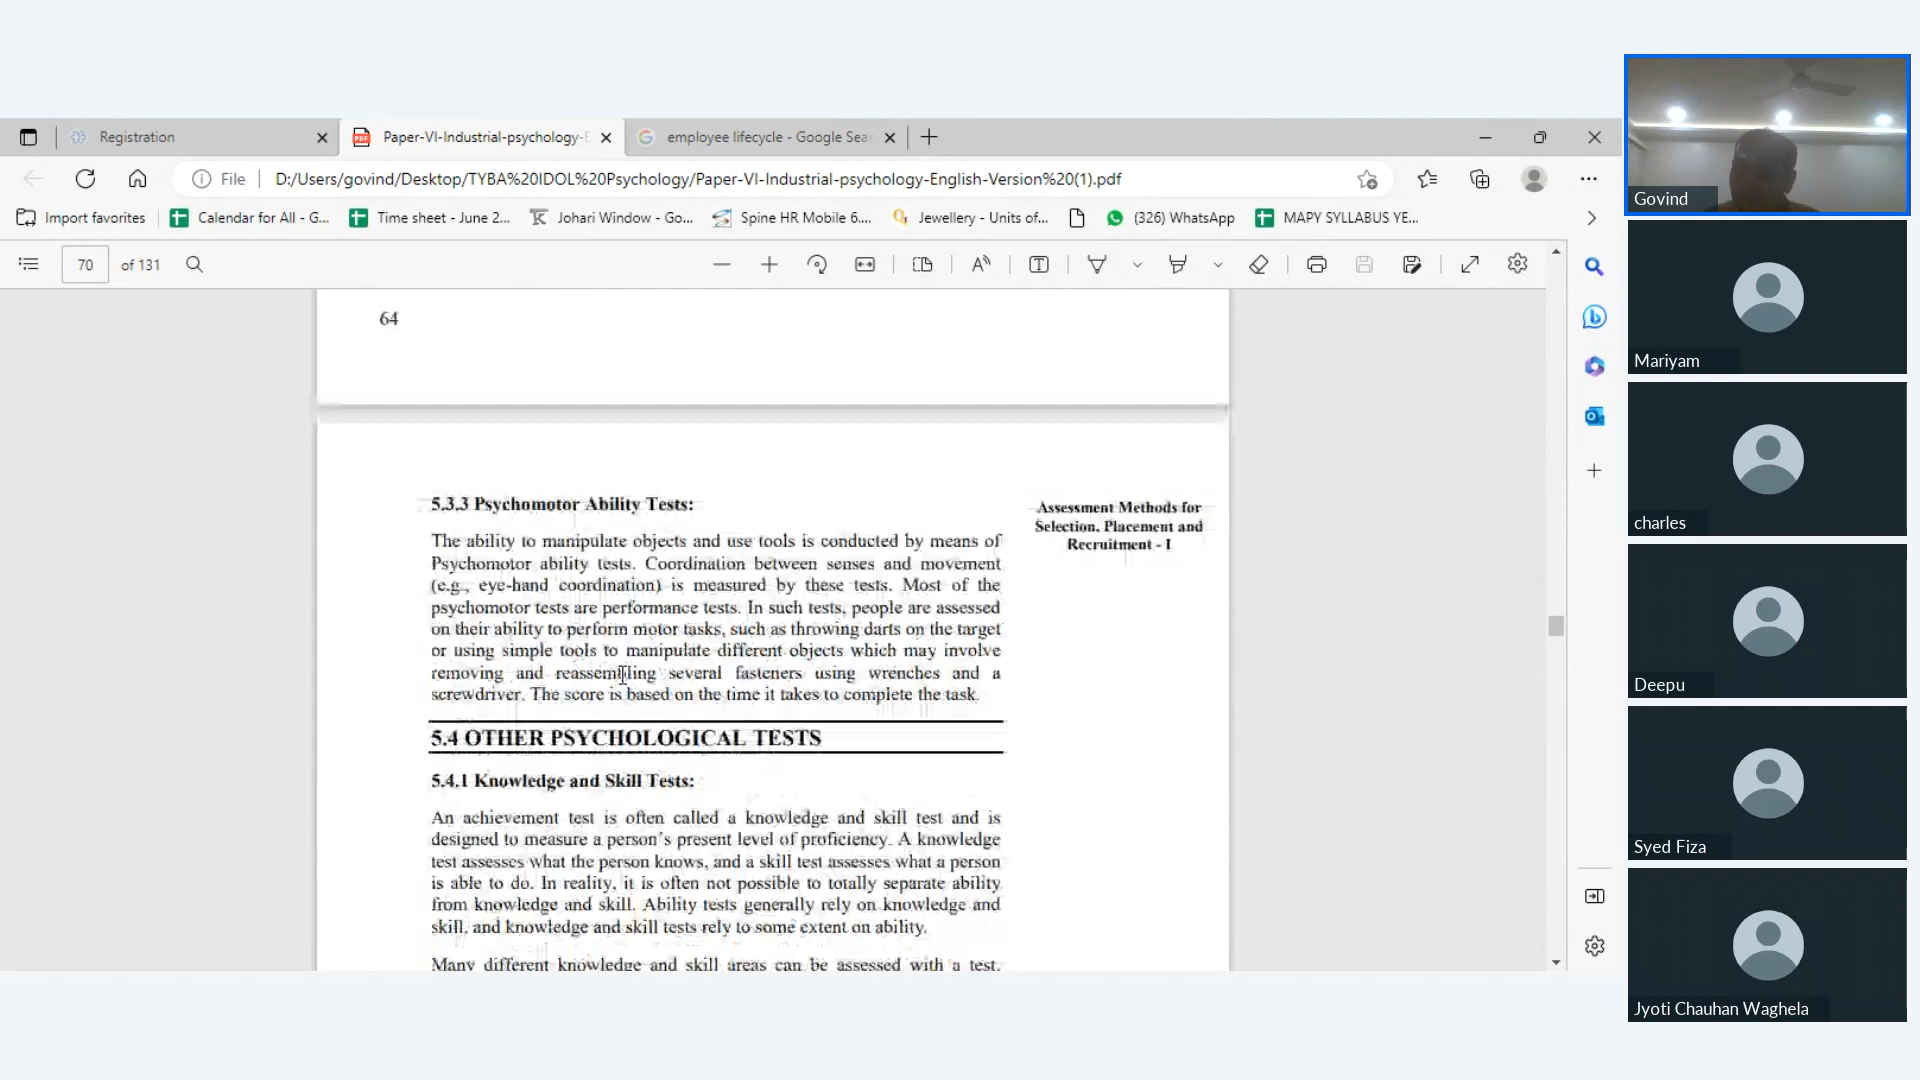 Registration
Paper-VI-Industrial-psychology-E
employee lifecycle - Google Sear
File
D:/Users/govind/Desktop/TYBA%20IDOL%20Psychology/Paper-VI-Industrial-psychology-English-Version%20(1).pdf
Import favorites
Calendar for All - G...
Time sheet - June 2...
Johari Window - Go...
Spine HR Mobile 6....
Jewellery - Units of...
(326) WhatsApp
MAPY SYLLABUS YE...
70 of 131
64
5.3.3 Psychomotor Ability Tests:
The ability to manipulate objects and use tools is conducted by means of
Psychomotor ability tests. Coordination between senses and movement
(e.g., eye-hand coordination) is measured by these tests. Most of the
psychomotor tests are performance tests. In such tests, people are assessed
on their ability to perform motor tasks, such as throwing darts on the target
or using simple tools to manipulate different objects which may involve
removing and reassembling several fasteners using wrenches and a
screwdriver. The score is based on the time it takes to complete the task.
Assessment Methods for
Selection, Placement and
Recruitment - I
5.4 OTHER PSYCHOLOGICAL TESTS
5.4.1 Knowledge and Skill Tests:
An achievement test is often called a knowledge and skill test and is
designed to measure a person's present level of proficiency. A knowledge
test assesses what the person knows, and a skill test assesses what a person
is able to do. In reality, it is often not possible to totally separate ability
from knowledge and skill. Ability tests generally rely on knowledge and
skill, and knowledge and skill tests rely to some extent on ability.
Many different knowledge and skill areas can be assessed with a test.
Govind
Mariyam
charles
Deepu
Syed Fiza
Jyoti Chauhan Waghela